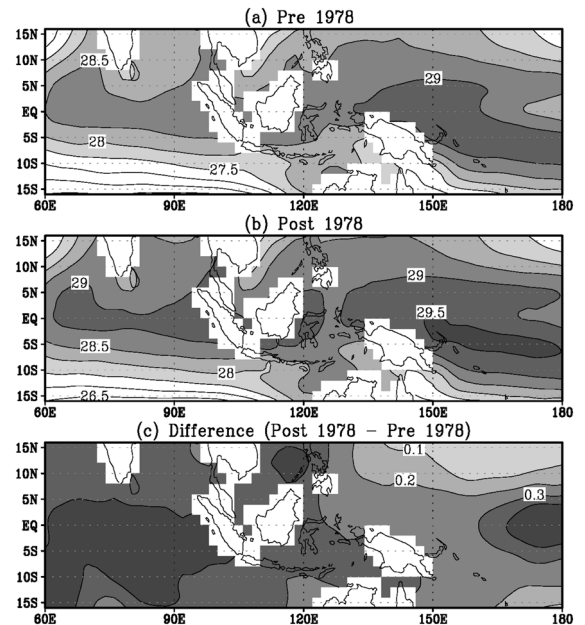 (a) Pre 1978
15N
10N
5N
EQ
5S
10S
15S
28.5
29
28
27.5
60E 90E 120E 150E 180
(b) Post 1978
15N
10N
5N
EQ
5S
10S
15S
29
29
29.5
28.5
28
26.5
60E 90E 120E 150E 180
(c) Difference (Post 1978 - Pre 1978)
15N
10N
5N
EQ
5S
10S
15S
0.1
0.2
0.3
60E 90E 120E 150E 180